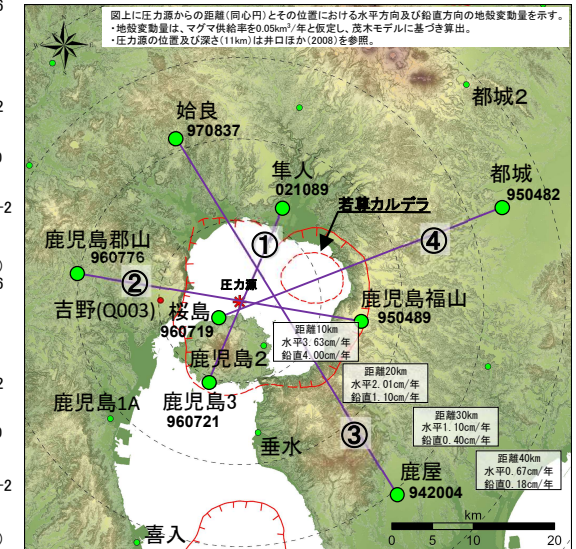 図上に圧力源からの距離(同心円)とその位置における水平方向及び鉛直方向の地殻変動量を示す。
・地殻変動量は、マグマ供給率を0.05km³/年と仮定し、茂木モデルに基づき算出。
・圧力源の位置及び深さ(11km)は井口ほか(2008)を参照。
都城2
姶良
970837
隼人
021089
若尊カルデラ
都城
950482
①
④
鹿児島郡山
960776
②
圧力源
吉野(Q003)
桜島
960719
鹿児島福山
950489
距離10km
水平3.63cm/年
鉛直4.00cm/年
鹿児島2
距離20km
水平2.01cm/年
鉛直1.10cm/年
鹿児島1A
鹿児島3
960721
距離30km
水平1.10cm/年
鉛直0.40cm/年
③
垂水
距離40km
水平0.67cm/年
鉛直0.18cm/年
鹿屋
942004
km
0 10 20
喜入